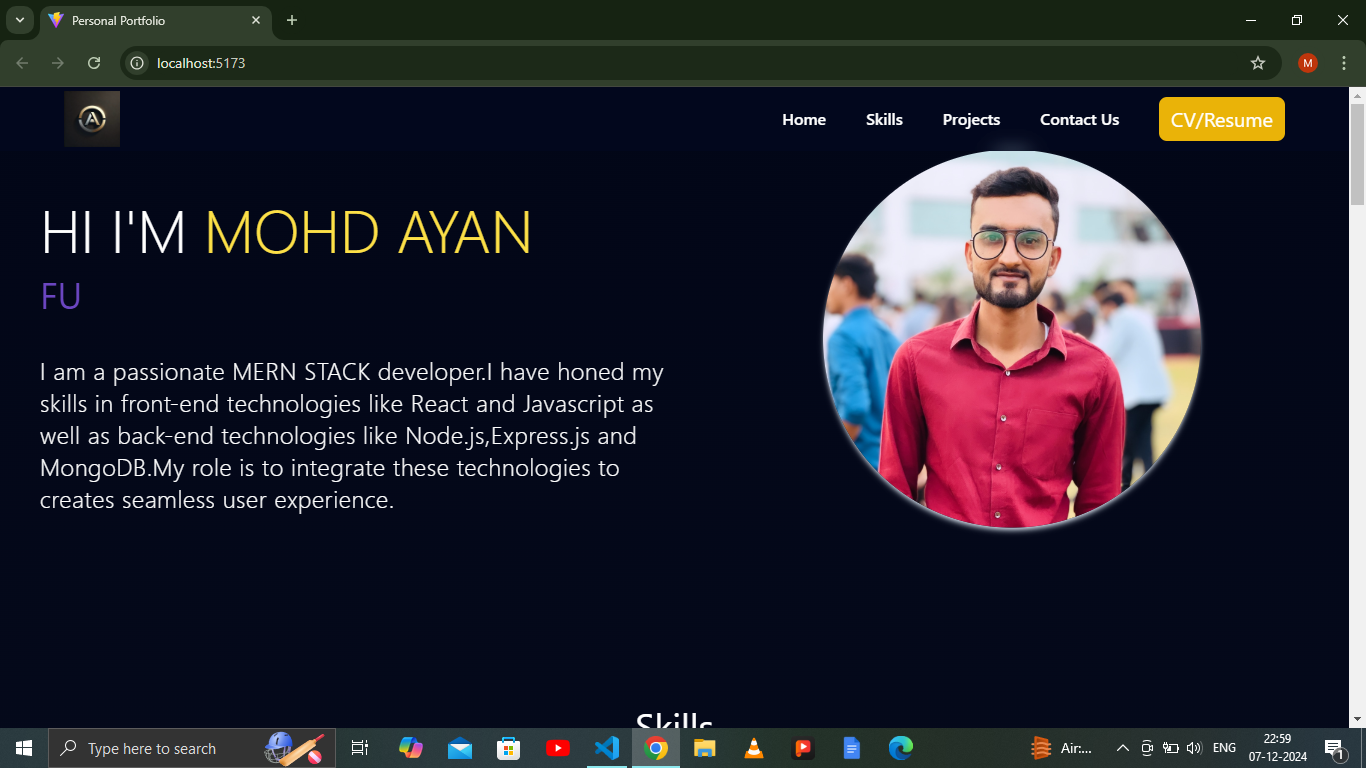 Personal Portfolio
localhost:5173
M
A
Home
Skills
Projects
Contact Us
CV/Resume
HI I'M MOHD AYAN
FU
I am a passionate MERN STACK developer.I have honed my
skills in front-end technologies like React and Javascript as
well as back-end technologies like Node.js,Express.js and
MongoDB.My role is to integrate these technologies to
creates seamless user experience.
Skills
Type here to search
Air:...
ENG
22:59
07-12-2024
1